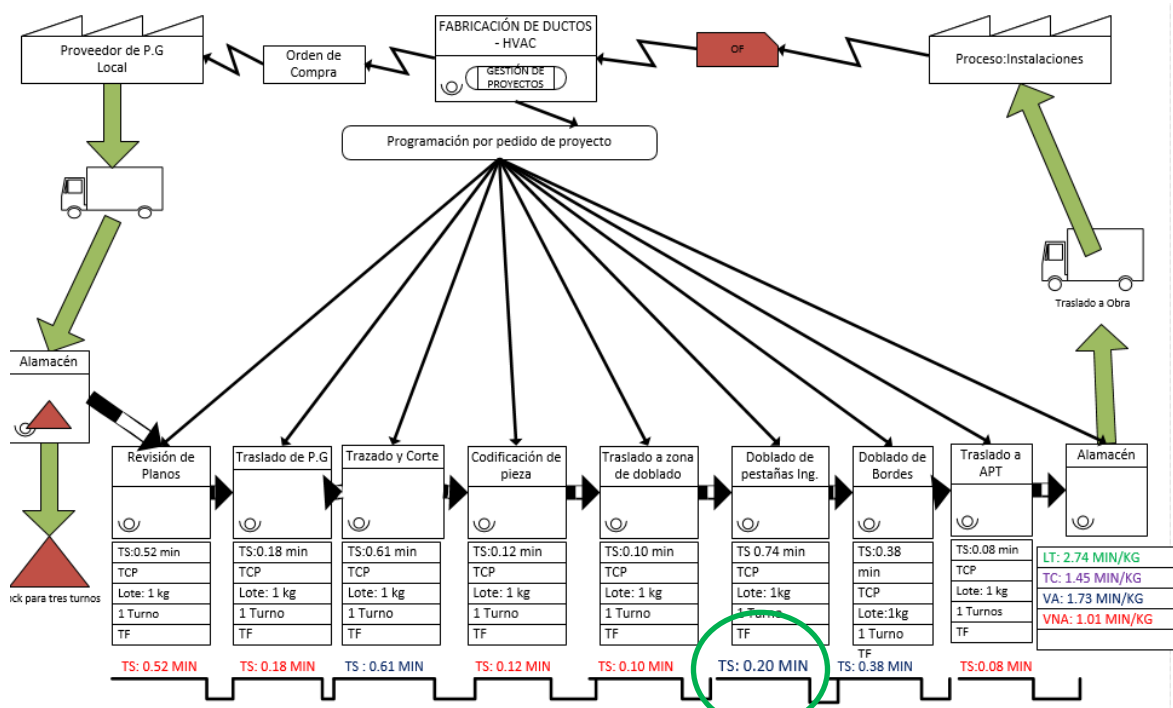 Proveedor de P.G
Local
Orden de
Compra
FABRICACIÓN DE DUCTOS
- HVAC
GESTIÓN DE
PROYECTOS
OF
Proceso:Instalaciones
Programación por pedido de proyecto
Traslado a Obra
Alamacén
para tres turnos
Revisión de
Planos
TS:0.52 min
TCP
Lote: 1 kg
1 Turno
TF
TS: 0.52 MIN
Traslado de P.G
TS:0.18 min
TCP
Lote: 1 kg
1 Turno
TF
TS: 0.18 MIN
Trazado y Corte
TS:0.61 min
TCP
Lote: 1 kg
1 Turno
TF
TS : 0.61 MIN
Codificación de
pieza
TS:0.12 min
TCP
Lote: 1 kg
1 Turno
TF
TS: 0.12 MIN
Traslado a zona
de doblado
TS:0.10 min
TCP
Lote: 1 kg
1 Turno
TF
TS: 0.10 MIN
Doblado de
pestañas Ing.
TS 0.74 min
TCP
Lote: 1kg
1 Turno
TF
TS: 0.20 MIN
Doblado de
Bordes
TS:0.38
min
TCP
Lote:1kg
1 Turno
TF
TS: 0.38 MIN
Traslado a
APT
TS:0.08 min
TCP
Lote: 1 kg
1 Turnos
TF
TS:0.08 MIN
Alamacén
LT: 2.74 MIN/KG
TC: 1.45 MIN/KG
VA: 1.73 MIN/KG
VNA: 1.01 MIN/KG